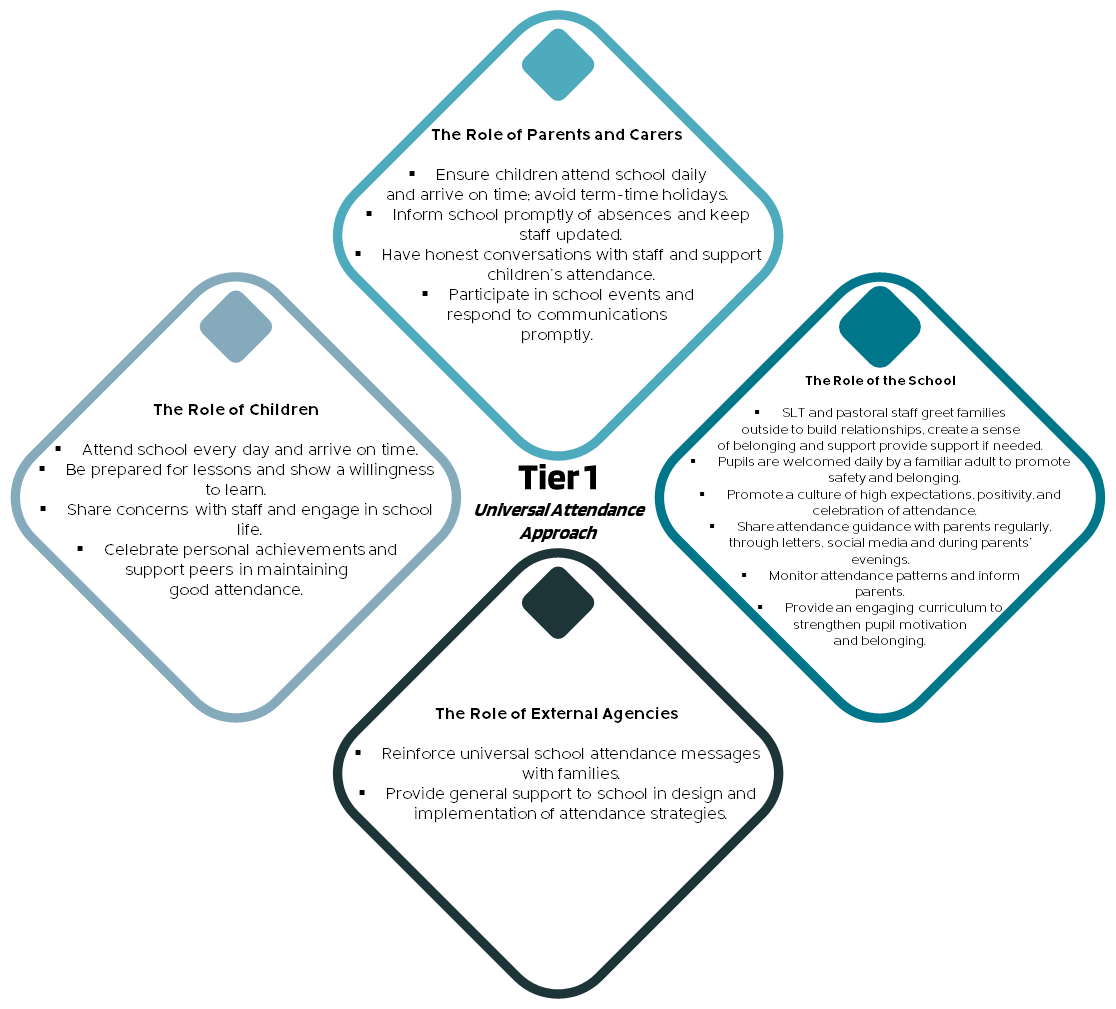 The Role of Parents and Carers
▪ Ensure children attend school daily
and arrive on time; avoid term-time holidays.
▪ Inform school promptly of absences and keep
staff updated.
▪ Have honest conversations with staff and support
children's attendance.
▪ Participate in school events and
respond to communications
promptly.
The Role of Children
▪ Attend school every day and arrive on time.
▪ Be prepared for lessons and show a willingness
to learn.
▪ Share concerns with staff and engage in school
life.
▪ Celebrate personal achievements and
support peers in maintaining
good attendance.
Tier 1
Universal Attendance
Approach
The Role of the School
▪ SLT and pastoral staff greet families
outside to build relationships, create a sense
of belonging and support provide support if needed.
▪ Pupils are welcomed daily by a familiar adult to promote
safety and belonging.
▪ Promote a culture of high expectations, positivity, and
celebration of attendance.
▪ Share attendance guidance with parents regularly,
through letters, social media and during parents'
evenings.
▪ Monitor attendance patterns and inform
parents.
▪ Provide an engaging curriculum to
strengthen pupil motivation
and belonging.
The Role of External Agencies
▪ Reinforce universal school attendance messages
with families.
▪ Provide general support to school in design and
implementation of attendance strategies.